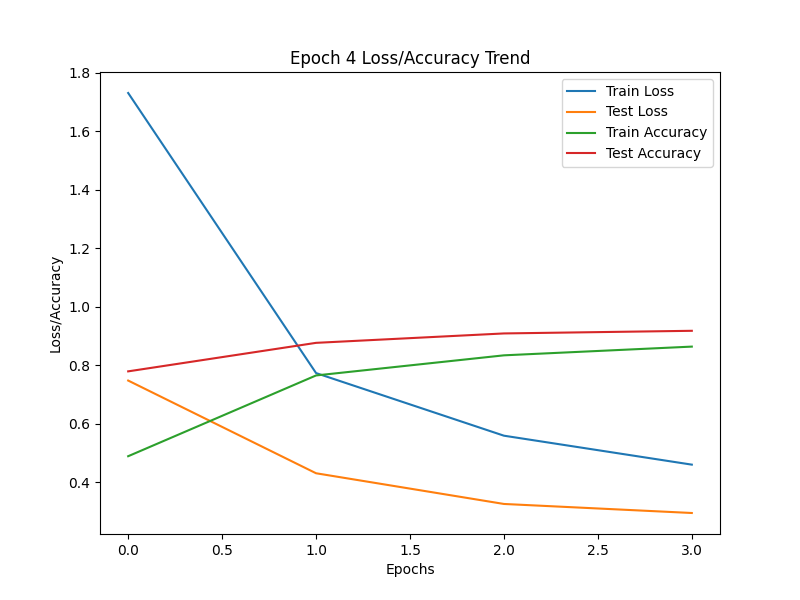 Epoch 4 Loss/Accuracy Trend
Train Loss
Test Loss
Train Accuracy
Test Accuracy
Loss/Accuracy
1.8
1.6
1.4
1.2
1.0
0.8
0.6
0.4
0.0 0.5 1.0 1.5 2.0 2.5 3.0
Epochs